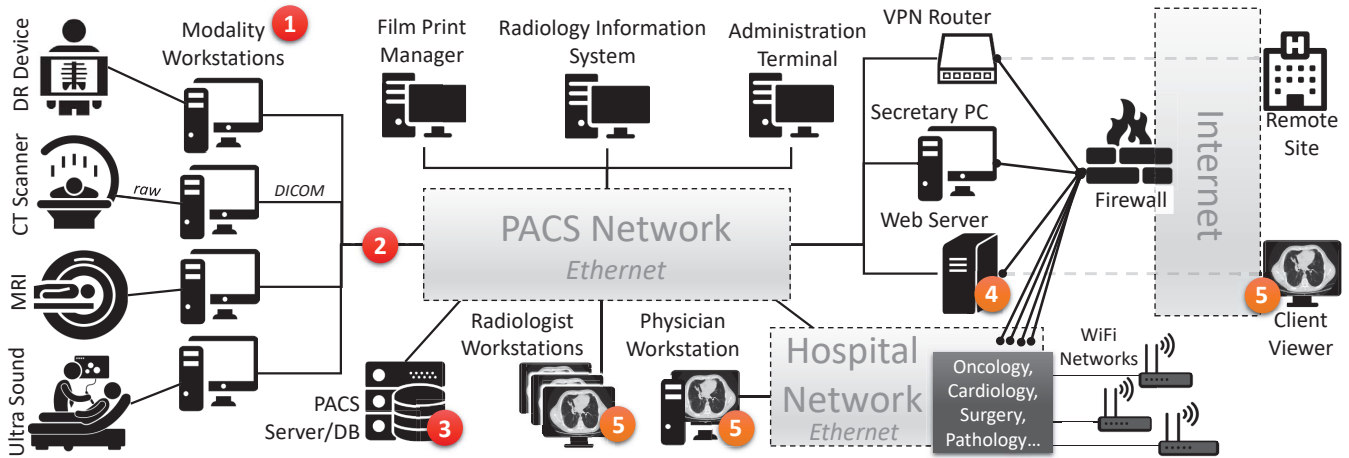 DR Device
CT Scanner
MRI
Ultra Sound
Modality
Workstations
1
raw
DICOM
2
Film Print
Manager
Radiology Information
System
Administration
Terminal
PACS Network
Ethernet
PACS
Server/DB
3
Radiologist
Workstations
5
Physician
Workstation
5
VPN Router
Secretary PC
Web Server
4
Firewall
Internet
H
Remote
Site
5
Client
Viewer
Hospital
Network
Ethernet
Oncology,
Cardiology,
Surgery,
Pathology…
WiFi
Networks